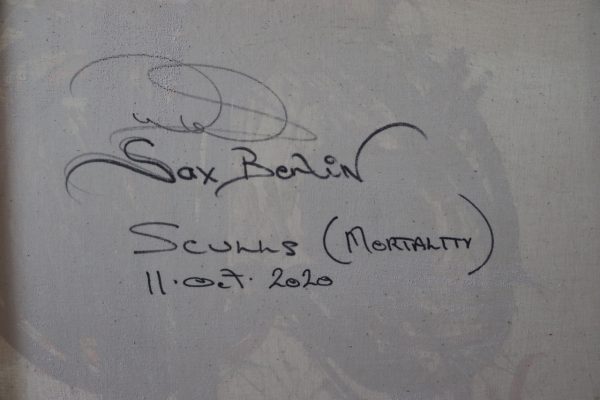 Sax Berlin
Sculls (Mortality)
11.Oct.2020